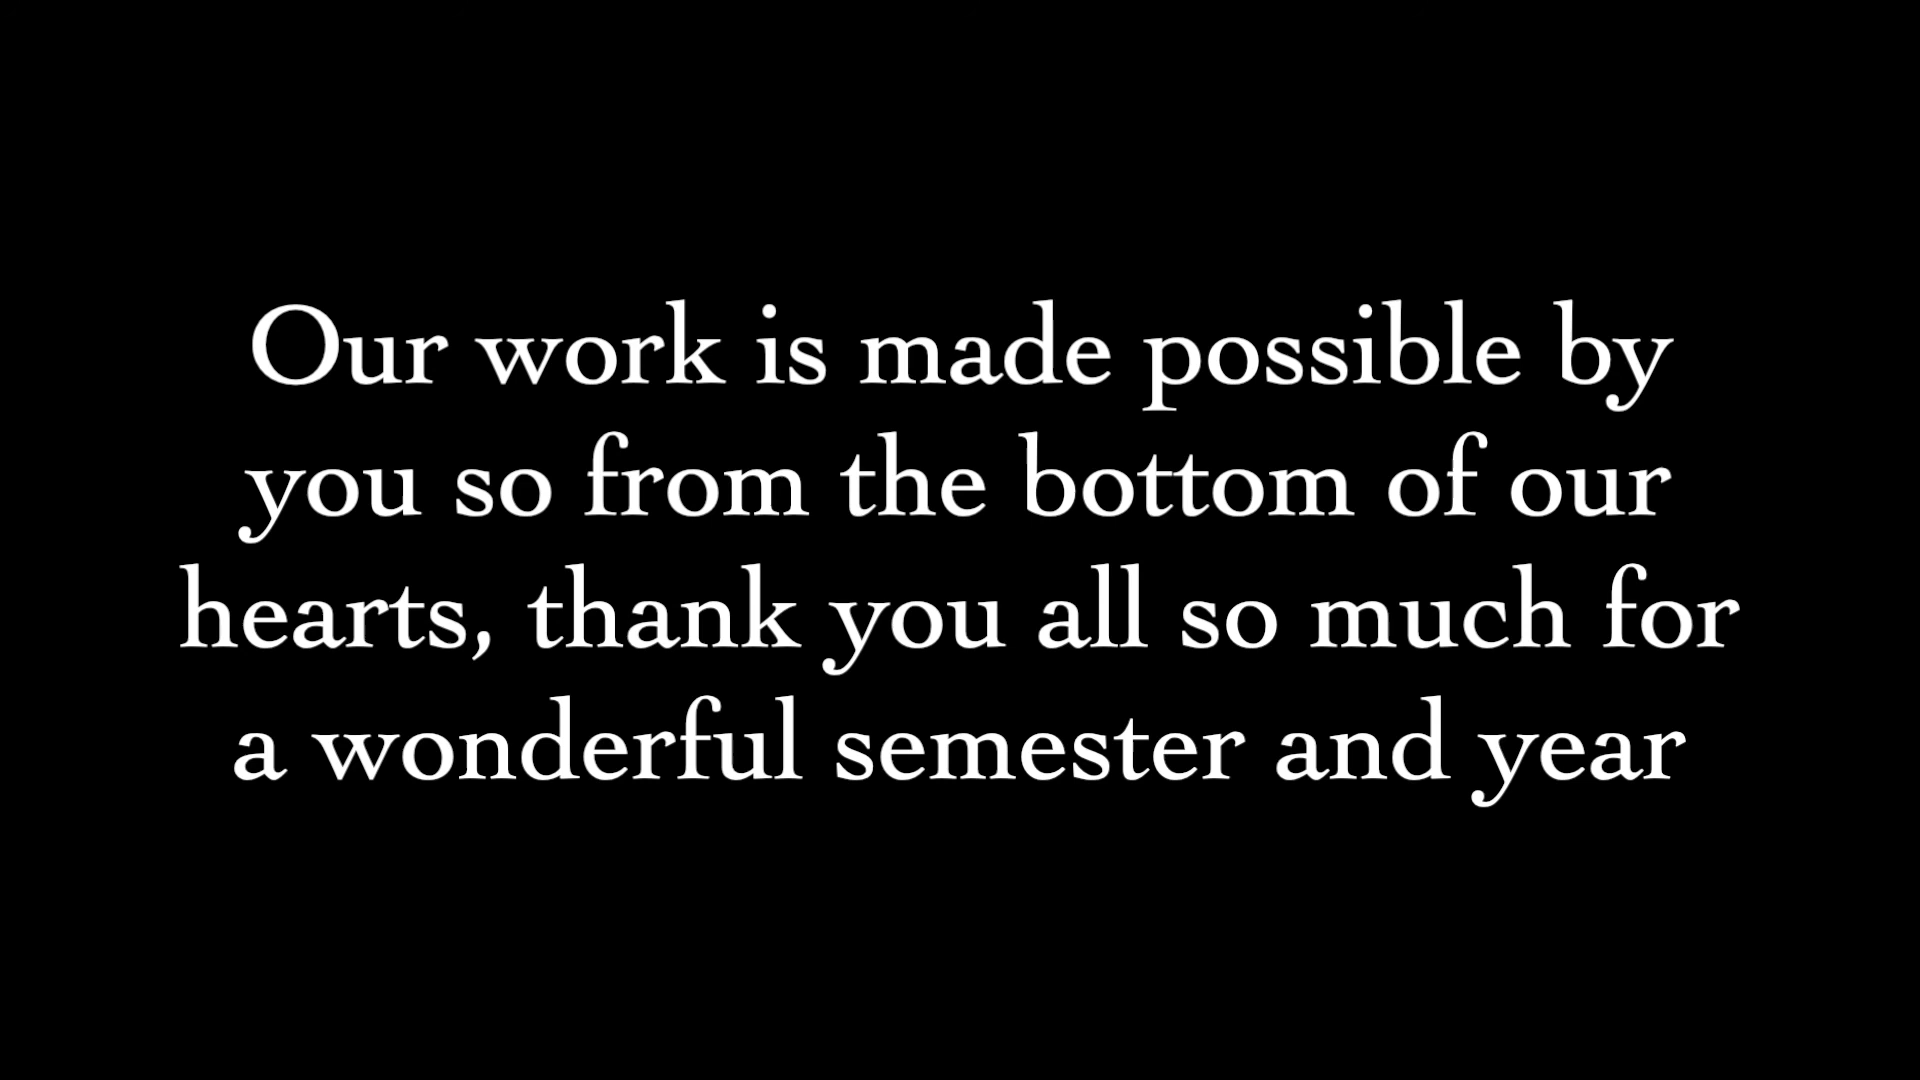 Our work is made possible by
you so from the bottom of our
hearts, thank you all so much for
a wonderful semester and year